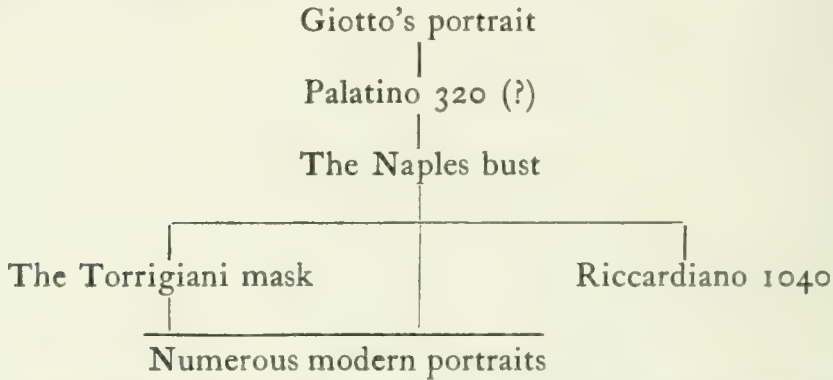 Giotto's portrait
Palatino 320 (?)
The Naples bust
The Torrigiani mask Riccardiano 1040
Numerous modern portraits